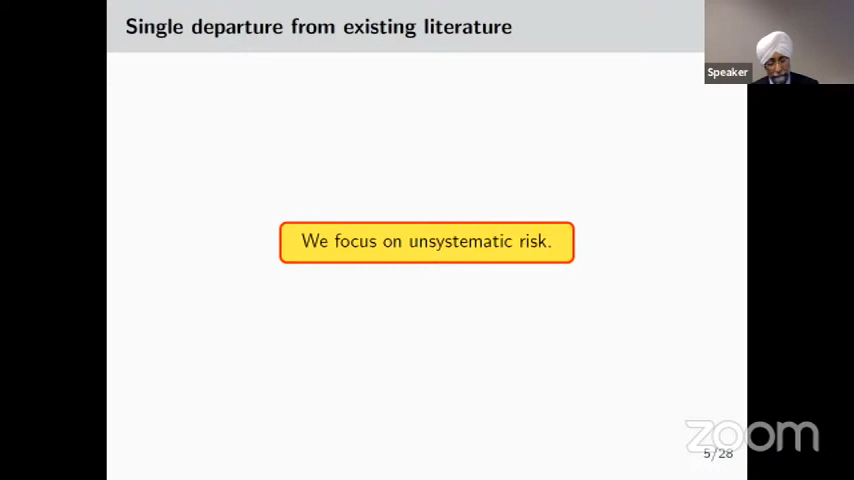 Single departure from existing literature
Speaker
We focus on unsystematic risk.
zoom
5/28